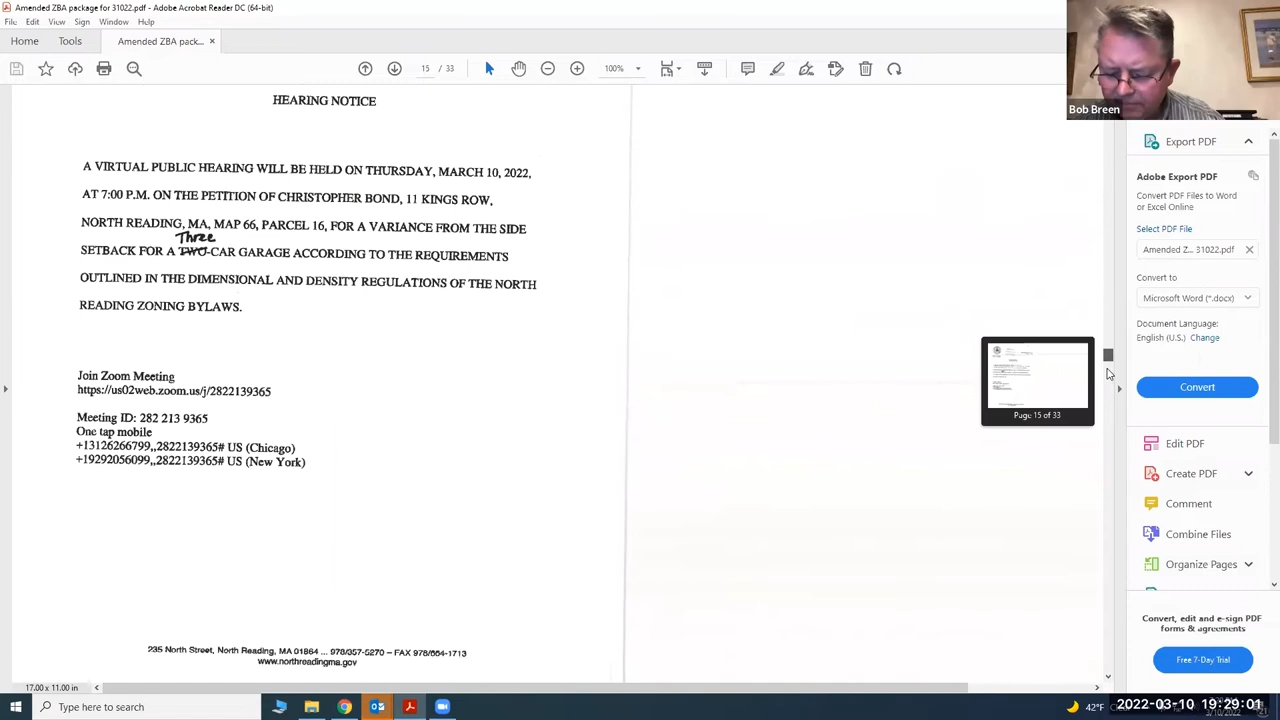 Amended ZBA package for 31022.pdf - Adobe Acrobat Reader DC (64-bit)
File Edit View Sign Window Help
Home Tools Amended ZBA pack... ×
15 / 33 100%
Bob Breen
HEARING NOTICE
A VIRTUAL PUBLIC HEARING WILL BE HELD ON THURSDAY, MARCH 10, 2022,
AT 7:00 P.M. ON THE PETITION OF CHRISTOPHER BOND, 11 KINGS ROW,
NORTH READING, MA, MAP 66, PARCEL 16, FOR A VARIANCE FROM THE SIDE
Three
SETBACK FOR A TWO-CAR GARAGE ACCORDING TO THE REQUIREMENTS
OUTLINED IN THE DIMENSIONAL AND DENSITY REGULATIONS OF THE NORTH
READING ZONING BYLAWS.
Join Zoom Meeting
https://us02web.zoom.us/j/2822139365
Meeting ID: 282 213 9365
One tap mobile
+13126266799,,2822139365# US (Chicago)
+19292056099,,2822139365# US (New York)
235 North Street, North Reading, MA 01864 ... 978/357-5270 – FAX 978/664-1713
www.northreadingma.gov
Page 15 of 33
Export PDF
Adobe Export PDF
Convert PDF Files to Word
or Excel Online
Select PDF File
Amended Z... 31022.pdf ×
Convert to
Microsoft Word (*.docx)
Document Language:
English (U.S.) Change
Convert
Edit PDF
Create PDF
Comment
Combine Files
Organize Pages
Convert, edit and e-sign PDF
forms & agreements
Free 7-Day Trial
17.00 x 11.00 in
Type here to search
42°F
2022-03-10 19:29:01